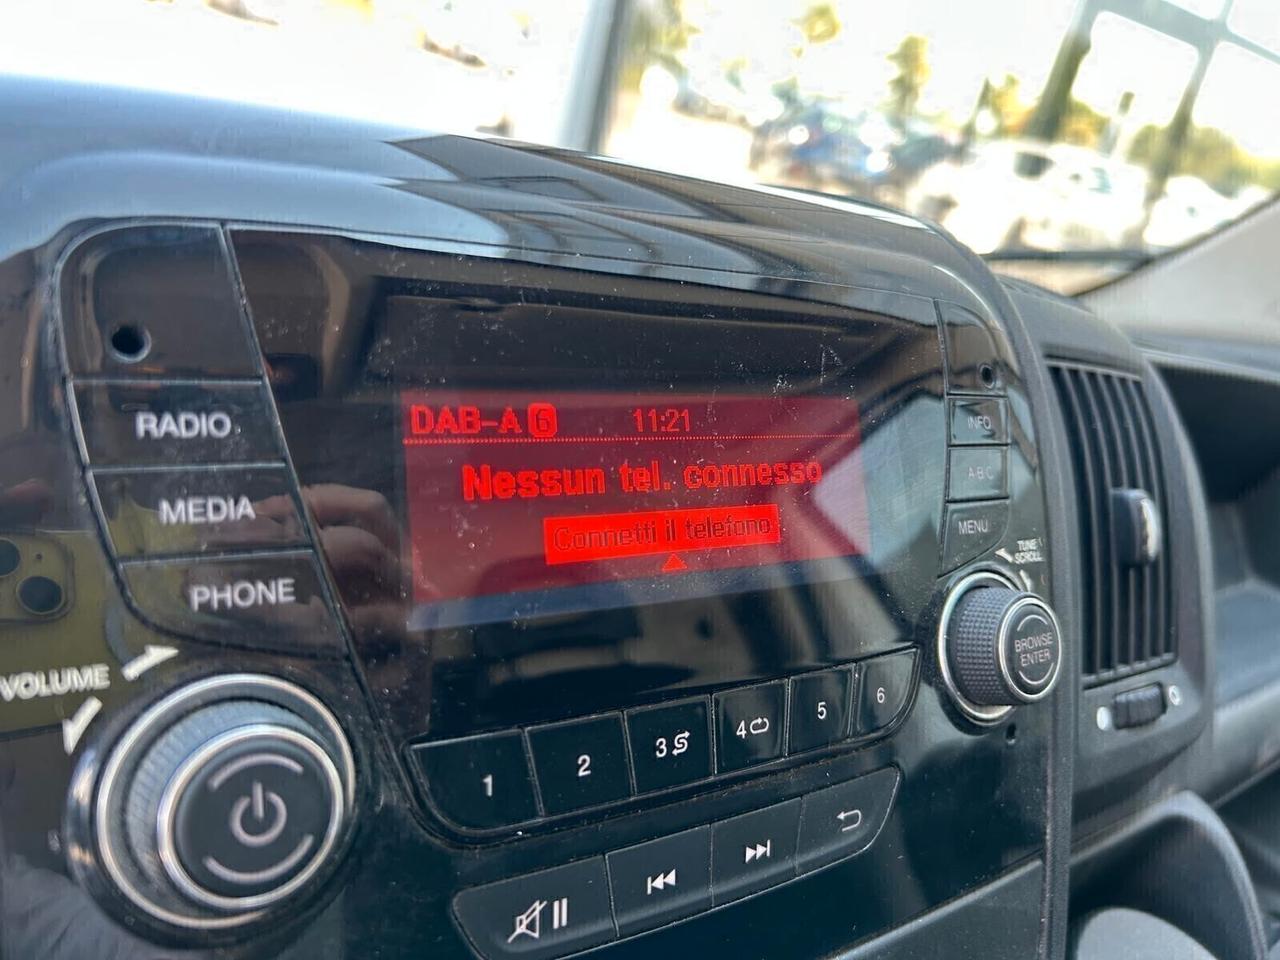 RADIO
MEDIA
PHONE
VOLUME
DAB-A 6 11:21
Nessun tel. connesso
Connetti il telefono
INFO
A-B-C
MENU
TUNE
SCROLL
BROWSE
ENTER
1 2 3 4 5 6